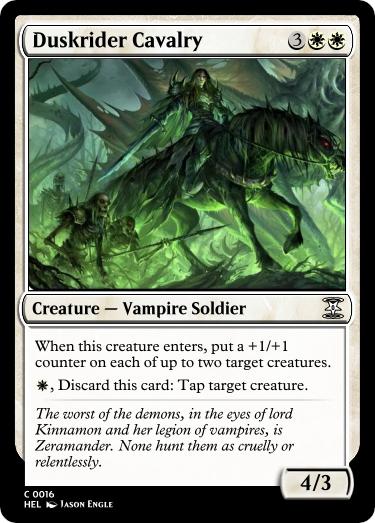 Duskrider Cavalry 3
Creature — Vampire Soldier
When this creature enters, put a +1/+1
counter on each of up to two target creatures.
, Discard this card: Tap target creature.
The worst of the demons, in the eyes of lord
Kinnamon and her legion of vampires, is
Zeramander. None hunt them as cruelly or
relentlessly.
4/3
C 0016
HEL Jason Engle